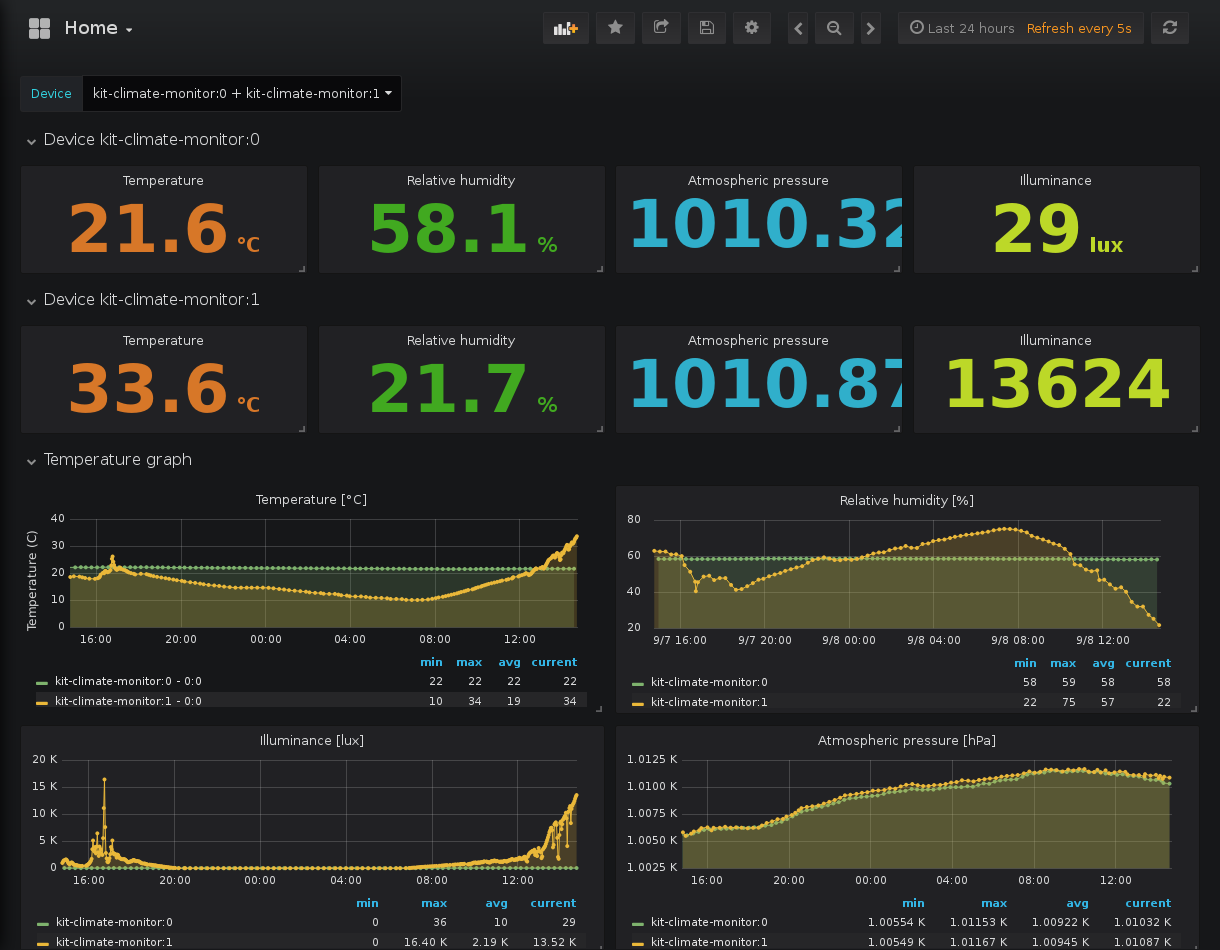 Home
Last 24 hours Refresh every 5s
Device kit-climate-monitor:0 + kit-climate-monitor:1
Device kit-climate-monitor:0
Temperature Relative humidity Atmospheric pressure Illuminance
21.6 °C 58.1 % 1010.32 29 lux
Device kit-climate-monitor:1
Temperature Relative humidity Atmospheric pressure Illuminance
33.6 °C 21.7 % 1010.87 13624
Temperature graph
Temperature [°C]
Temperature (C)
40
30
20
10
0
16:00 20:00 00:00 04:00 08:00 12:00
min max avg current
kit-climate-monitor:0 - 0:0 22 22 22 22
kit-climate-monitor:1 - 0:0 10 34 19 34
Relative humidity [%]
80
60
40
20
9/7 16:00 9/7 20:00 9/8 00:00 9/8 04:00 9/8 08:00 9/8 12:00
min max avg current
kit-climate-monitor:0 58 59 58 58
kit-climate-monitor:1 22 75 57 22
Illuminance [lux]
20 K
15 K
10 K
5 K
0
16:00 20:00 00:00 04:00 08:00 12:00
min max avg current
kit-climate-monitor:0 0 36 10 29
kit-climate-monitor:1 0 16.40 K 2.19 K 13.52 K
Atmospheric pressure [hPa]
1.0125 K
1.0100 K
1.0075 K
1.0050 K
1.0025 K
16:00 20:00 00:00 04:00 08:00 12:00
min max avg current
kit-climate-monitor:0 1.00554 K 1.01153 K 1.00922 K 1.01032 K
kit-climate-monitor:1 1.00549 K 1.01167 K 1.00945 K 1.01087 K